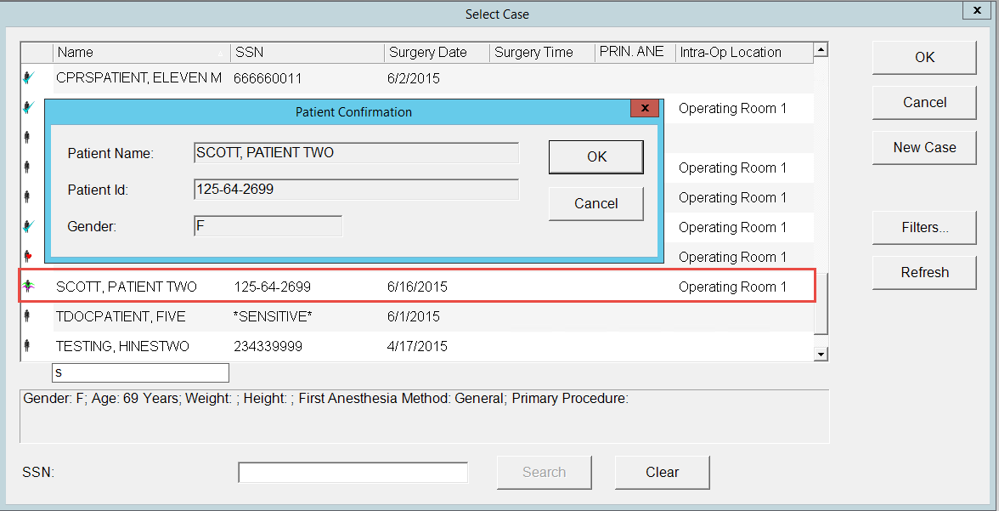 Select Case
x
Name SSN Surgery Date Surgery Time PRIN. ANE Intra-Op Location
CPRSPATIENT, ELEVEN M 666660011 6/2/2015
Operating Room 1
Patient Confirmation
x
Patient Name: SCOTT, PATIENT TWO
Patient Id: 125-64-2699
Gender: F
OK
Cancel
Operating Room 1
Operating Room 1
Operating Room 1
Operating Room 1
SCOTT, PATIENT TWO 125-64-2699 6/16/2015 Operating Room 1
TDOCPATIENT, FIVE *SENSITIVE* 6/1/2015
TESTING, HINESTWO 234339999 4/17/2015
s
Gender: F; Age: 69 Years; Weight: ; Height: ; First Anesthesia Method: General; Primary Procedure:
SSN:
Search
Clear
OK
Cancel
New Case
Filters...
Refresh